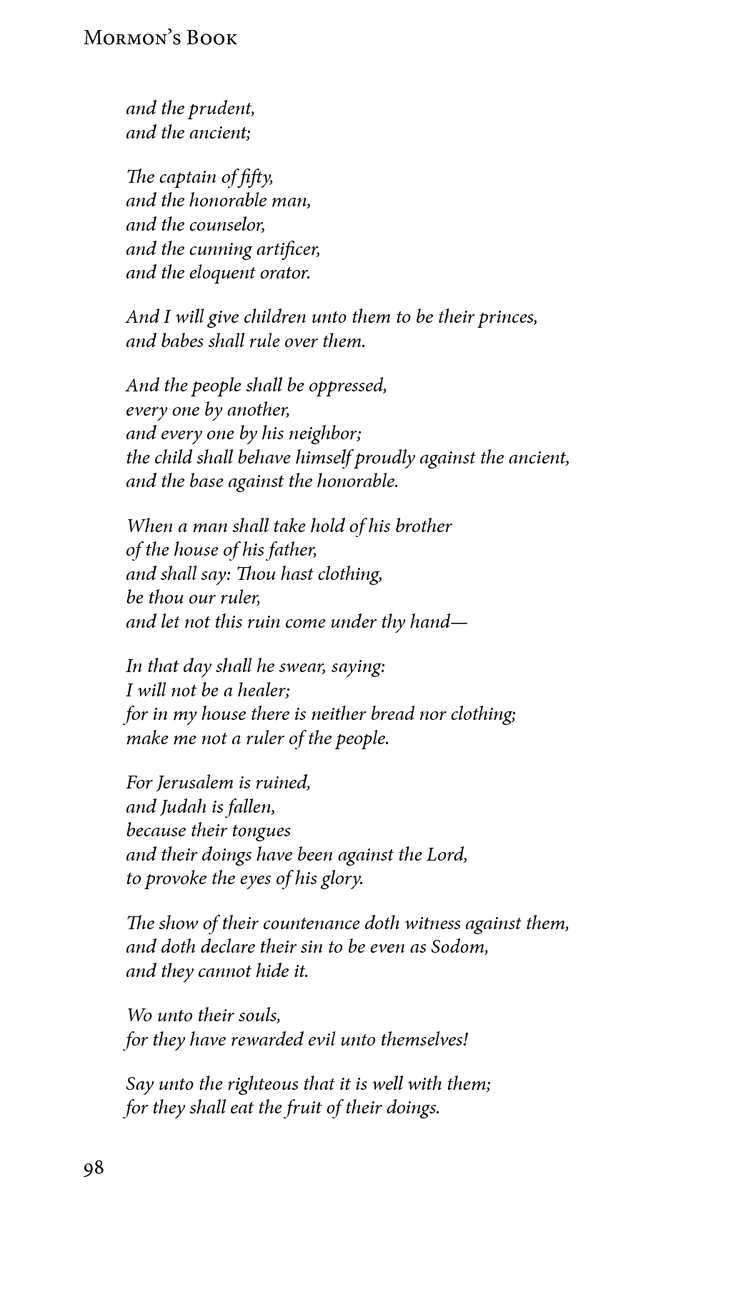 Mormon’s Book
and the prudent,
and the ancient;
The captain of fifty,
and the honorable man,
and the counselor,
and the cunning artificer,
and the eloquent orator.
And I will give children unto them to be their princes,
and babes shall rule over them.
And the people shall be oppressed,
every one by another,
and every one by his neighbor;
the child shall behave himself proudly against the ancient,
and the base against the honorable.
When a man shall take hold of his brother
of the house of his father,
and shall say: Thou hast clothing,
be thou our ruler,
and let not this ruin come under thy hand—
In that day shall he swear, saying:
I will not be a healer;
for in my house there is neither bread nor clothing;
make me not a ruler of the people.
For Jerusalem is ruined,
and Judah is fallen,
because their tongues
and their doings have been against the Lord,
to provoke the eyes of his glory.
The show of their countenance doth witness against them,
and doth declare their sin to be even as Sodom,
and they cannot hide it.
Wo unto their souls,
for they have rewarded evil unto themselves!
Say unto the righteous that it is well with them;
for they shall eat the fruit of their doings.
98